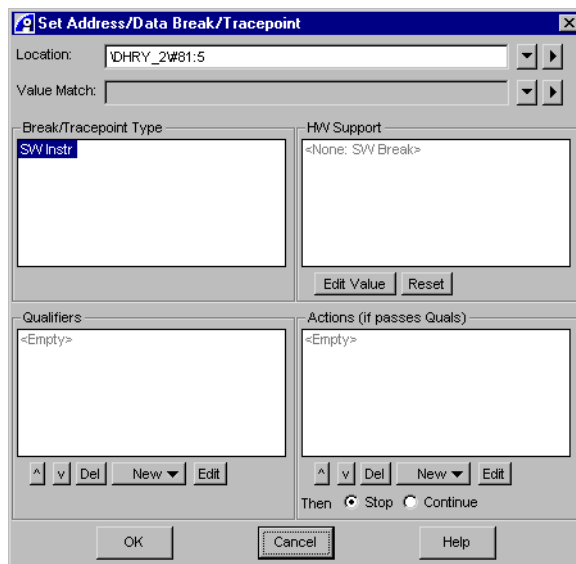 Set Address/Data Break/Tracepoint
Location: \DHRY_2\#81:5
Value Match:
Break/Tracepoint Type
SW Instr
HW Support
<None: SW Break>
Edit Value Reset
Qualifiers
<Empty>
^ v Del New Edit
Actions (if passes Quals)
<Empty>
^ v Del New Edit
Then Stop Continue
OK Cancel Help